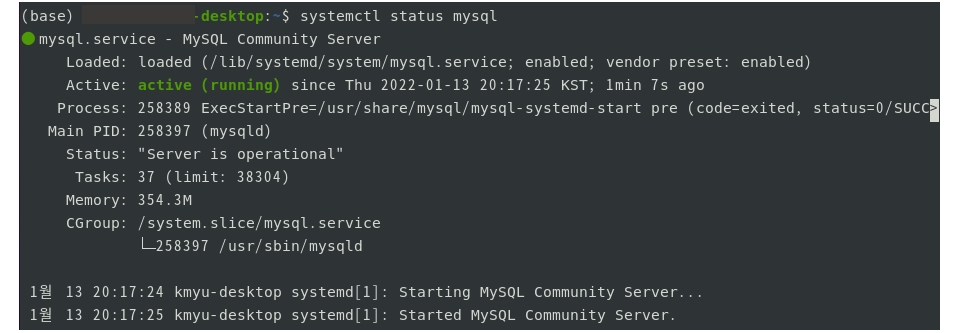 (base) -desktop:~$ systemctl status mysql
● mysql.service - MySQL Community Server
Loaded: loaded (/lib/systemd/system/mysql.service; enabled; vendor preset: enabled)
Active: active (running) since Thu 2022-01-13 20:17:25 KST; 1min 7s ago
Process: 258389 ExecStartPre=/usr/share/mysql/mysql-systemd-start pre (code=exited, status=0/SUCC>
Main PID: 258397 (mysqld)
Status: "Server is operational"
Tasks: 37 (limit: 38304)
Memory: 354.3M
CGroup: /system.slice/mysql.service
└─258397 /usr/sbin/mysqld
1월 13 20:17:24 kmyu-desktop systemd[1]: Starting MySQL Community Server...
1월 13 20:17:25 kmyu-desktop systemd[1]: Started MySQL Community Server.